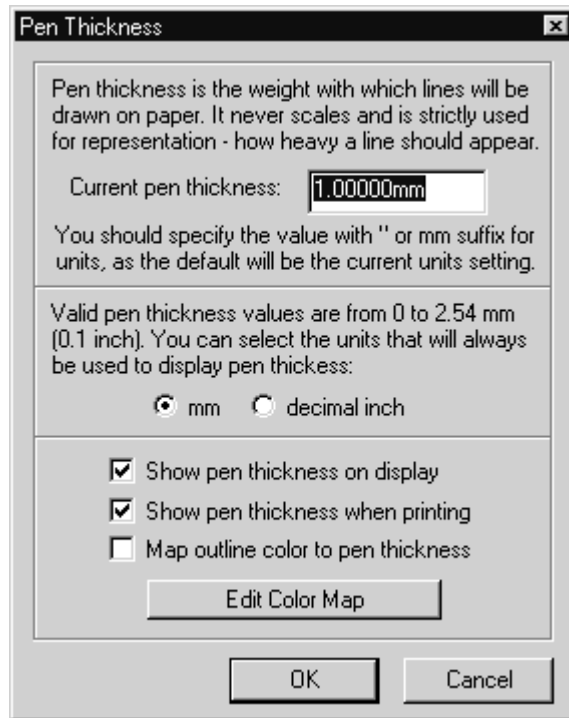 Pen Thickness
Pen thickness is the weight with which lines will be
drawn on paper. It never scales and is strictly used
for representation - how heavy a line should appear.
Current pen thickness: 1.00000mm
You should specify the value with " or mm suffix for
units, as the default will be the current units setting.
Valid pen thickness values are from 0 to 2.54 mm
(0.1 inch). You can select the units that will always
be used to display pen thickess:
mm decimal inch
Show pen thickness on display
Show pen thickness when printing
Map outline color to pen thickness
Edit Color Map
OK Cancel